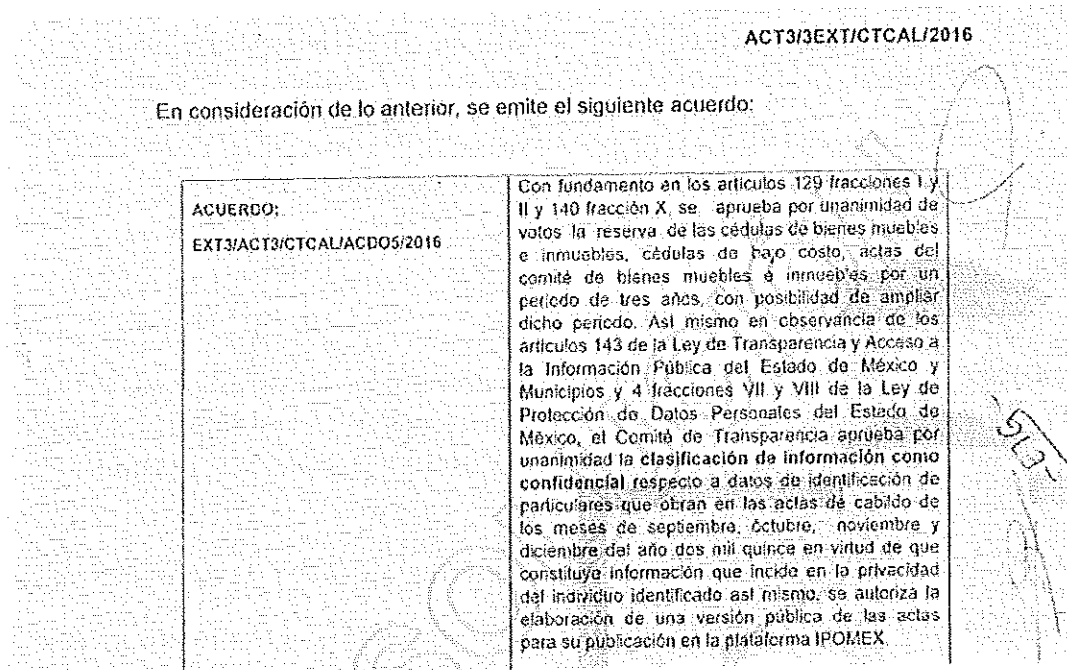 ACT3/3EXT/CTCAL/2016
En consideración de lo anterior, se emite el siguiente acuerdo:
ACUERDO:
EXT3/ACT3/CTCAL/ACDO5/2016
Con fundamento en los artículos 129 fracciones I y
II y 140 fracción X, se aprueba por unanimidad de
votos la reserva de las cédulas de bienes muebles
e inmuebles, cédulas de bajo costo, actas del
comité de bienes muebles e inmuebles por un
periodo de tres años, con posibilidad de ampliar
dicho periodo. Así mismo en observancia de los
artículos 143 de la Ley de Transparencia y Acceso a
la Información Pública del Estado de México y
Municipios y 4 fracciones VII y VIII de la Ley de
Protección de Datos Personales del Estado de
México, el Comité de Transparencia aprueba por
unanimidad la clasificación de información como
confidencial respecto a datos de identificación de
particulares que obran en las actas de cabildo de
los meses de septiembre, octubre, noviembre y
diciembre del año dos mil quince en virtud de que
constituye información que incide en la privacidad
del individuo identificado así mismo, se autoriza la
elaboración de una versión pública de las actas
para su publicación en la plataforma IPOMEX.